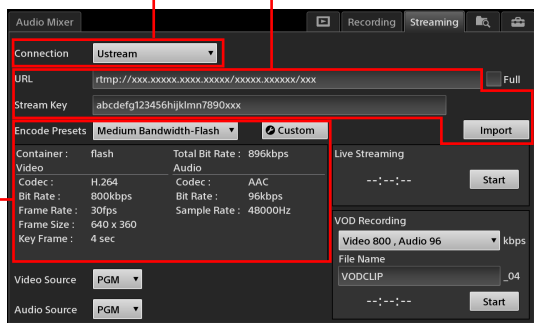 Audio Mixer Recording Streaming
Connection Ustream
URL rtmp://xxx.xxxxx.xxxx.xxxxx/xxxxx.xxxxxx/xxx Full
Stream Key abcdefg123456hijklmn7890xxx
Encode Presets Medium Bandwidth-Flash Custom Import
Container : flash Total Bit Rate : 896kbps
Video Audio
Codec : H.264 Codec : AAC
Bit Rate : 800kbps Bit Rate : 96kbps
Frame Rate : 30fps Sample Rate : 48000Hz
Frame Size : 640 x 360
Key Frame : 4 sec
Live Streaming
--:--:-- Start
VOD Recording
Video 800 , Audio 96 kbps
File Name
VODCLIP _04
--:--:-- Start
Video Source PGM
Audio Source PGM